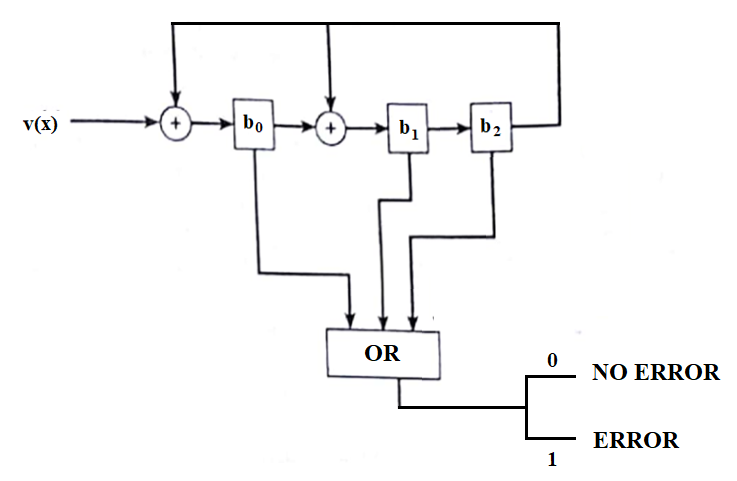 v(x)
+
b₀
+
b₁
b₂
OR
0
NO ERROR
ERROR
1